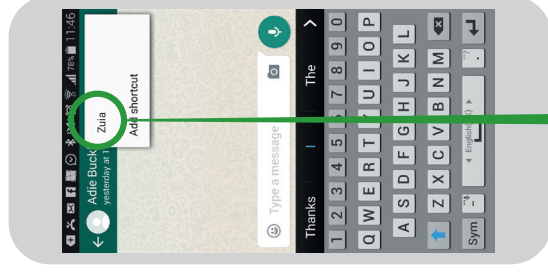 78% 11:46
Adie Buck
yesterday at 1
Zuia
Add shortcut
Type a message
Thanks I The
1 2 3 4 5 6 7 8 9 0
Q W E R T Y U I O P
A S D F G H J K L
Z X C V B N M
Sym English